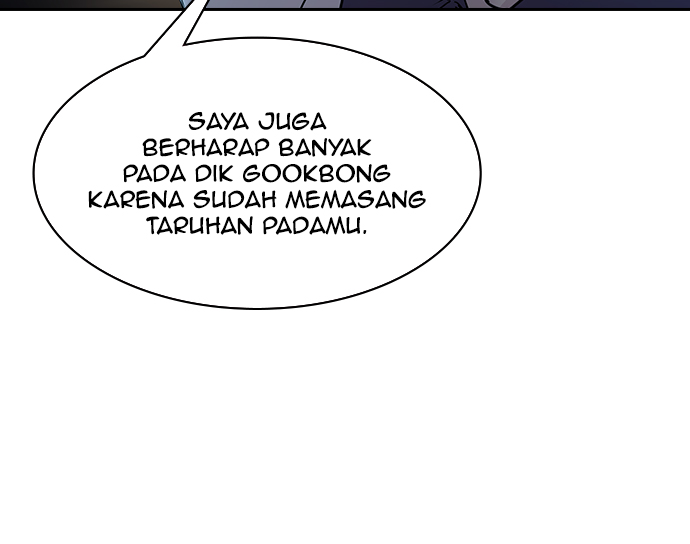 SAYA JUGA
BERHARAP BANYAK
PADA DIK GOOKBONG
KARENA SUDAH MEMASANG
TARUHAN PADAMU.